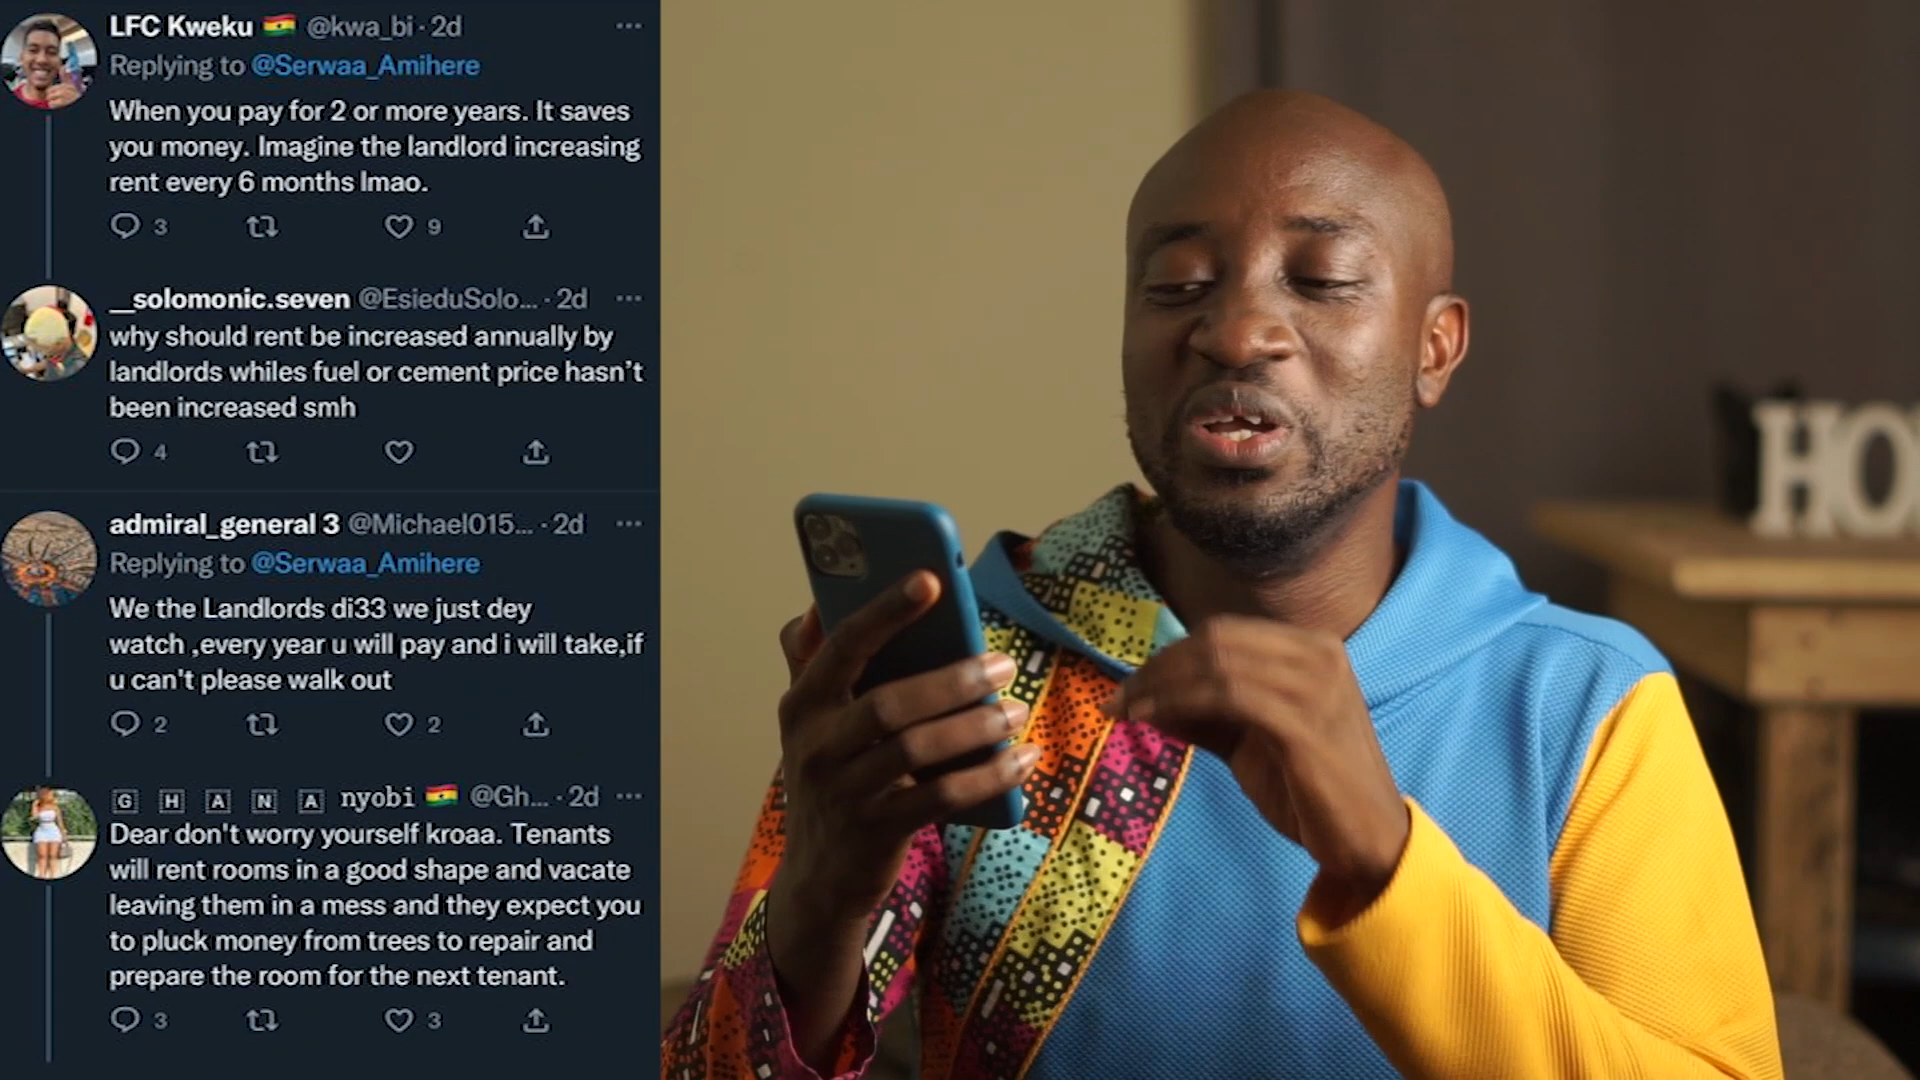 LFC Kweku 🇬🇭 @kwa_bi · 2d
Replying to @Serwaa_Amihere
When you pay for 2 or more years. It saves
you money. Imagine the landlord increasing
rent every 6 months lmao.
3 9
__solomonic.seven @EsieduSolo... · 2d
why should rent be increased annually by
landlords whiles fuel or cement price hasn't
been increased smh
4
admiral_general 3 @Michael015... · 2d
Replying to @Serwaa_Amihere
We the Landlords di33 we just dey
watch ,every year u will pay and i will take,if
u can't please walk out
2 2
🄶 🄷 🄰 🄽 🄰 nyobi 🇬🇭 @Gh... · 2d
Dear don't worry yourself kroaa. Tenants
will rent rooms in a good shape and vacate
leaving them in a mess and they expect you
to pluck money from trees to repair and
prepare the room for the next tenant.
3 3
HO